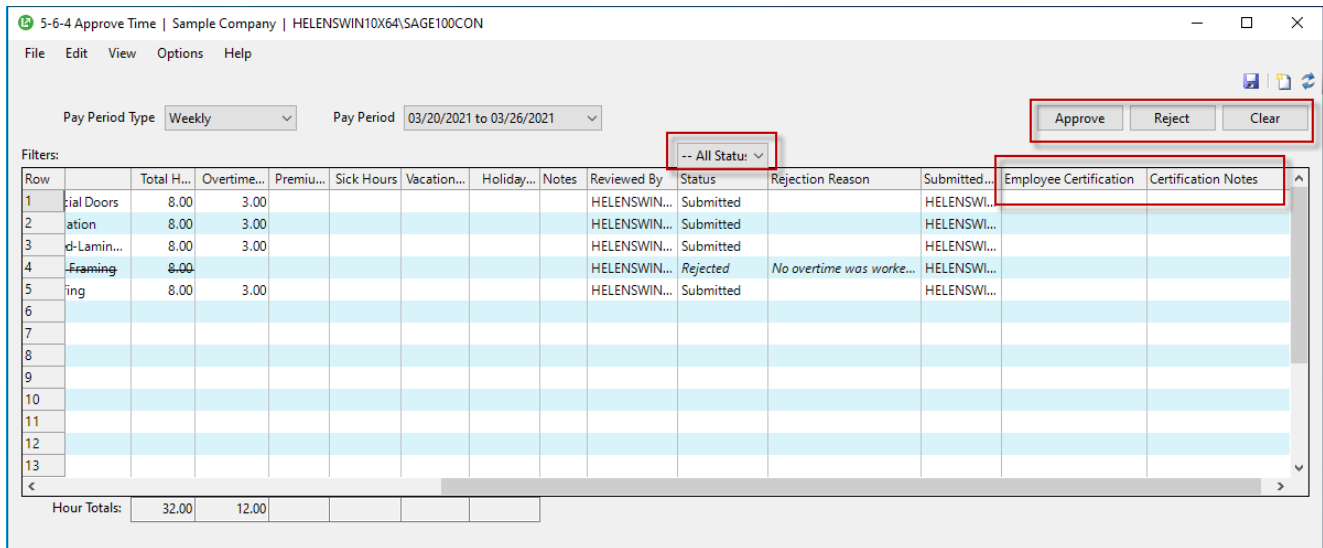 5-6-4 Approve Time | Sample Company | HELENSWIN10X64\SAGE100CON
File Edit View Options Help
Pay Period Type Weekly Pay Period 03/20/2021 to 03/26/2021 Approve Reject Clear
Filters: -- All Statu:
Row Total H... Overtime... Premiu... Sick Hours Vacation... Holiday... Notes Reviewed By Status Rejection Reason Submitted... Employee Certification Certification Notes
1 ial Doors 8.00 3.00 HELENSWIN... Submitted HELENSWI...
2 ation 8.00 3.00 HELENSWIN... Submitted HELENSWI...
3 d-Lamin... 8.00 3.00 HELENSWIN... Submitted HELENSWI...
4 Framing 8.00 HELENSWIN... Rejected No overtime was worke... HELENSWI...
5 ing 8.00 3.00 HELENSWIN... Submitted HELENSWI...
6
7
8
9
10
11
12
13
Hour Totals: 32.00 12.00